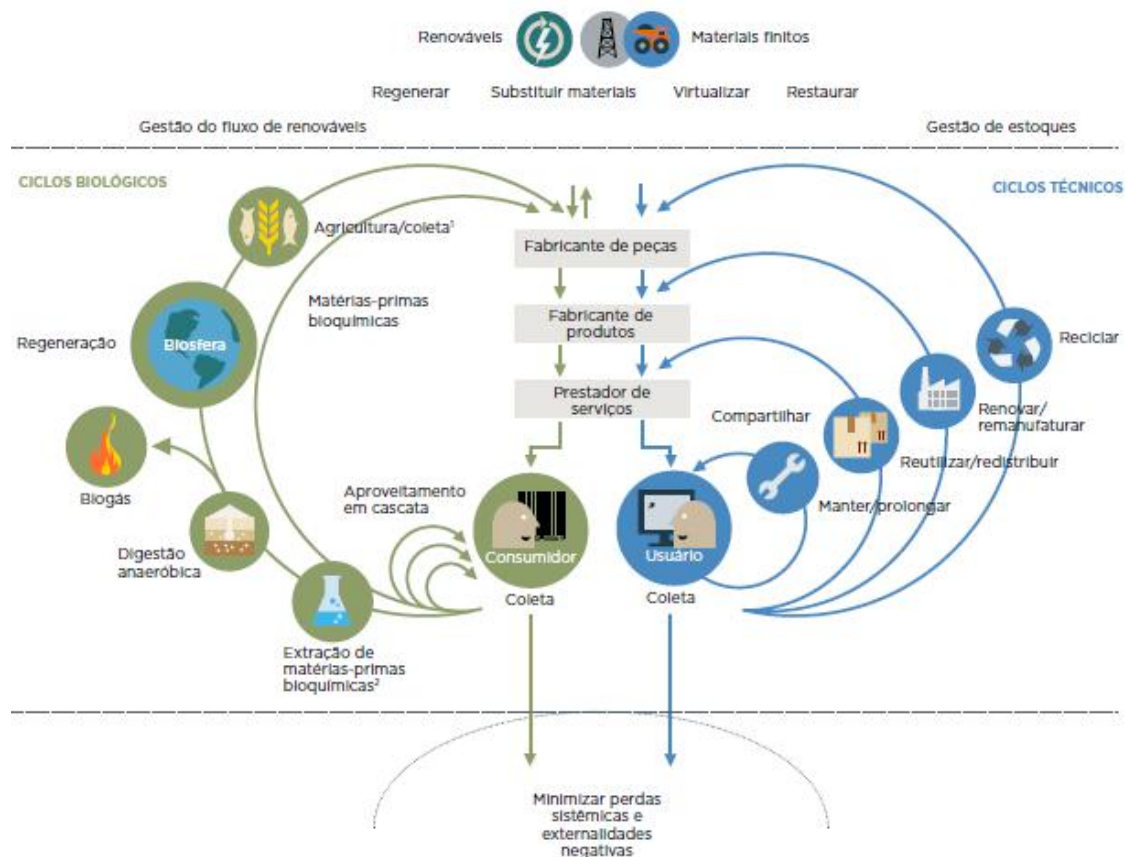 Renováveis
Materiais finitos
Regenerar
Substituir materiais
Virtualizar
Restaurar
Gestão do fluxo de renováveis
Gestão de estoques
CICLOS BIOLÓGICOS
CICLOS TÉCNICOS
Agricultura/coleta¹
Fabricante de peças
Matérias-primas
bioquímicas
Fabricante de
produtos
Regeneração
Biosfera
Reciclar
Prestador de
serviços
Compartilhar
Renovar/
remanufaturar
Reutilizar/redistribuir
Biogás
Aproveitamento
em cascata
Manter/prolongar
Digestão
anaeróbica
Consumidor
Usuário
Coleta
Coleta
Extração de
matérias-primas
bioquímicas²
Minimizar perdas
sistêmicas e
externalidades
negativas